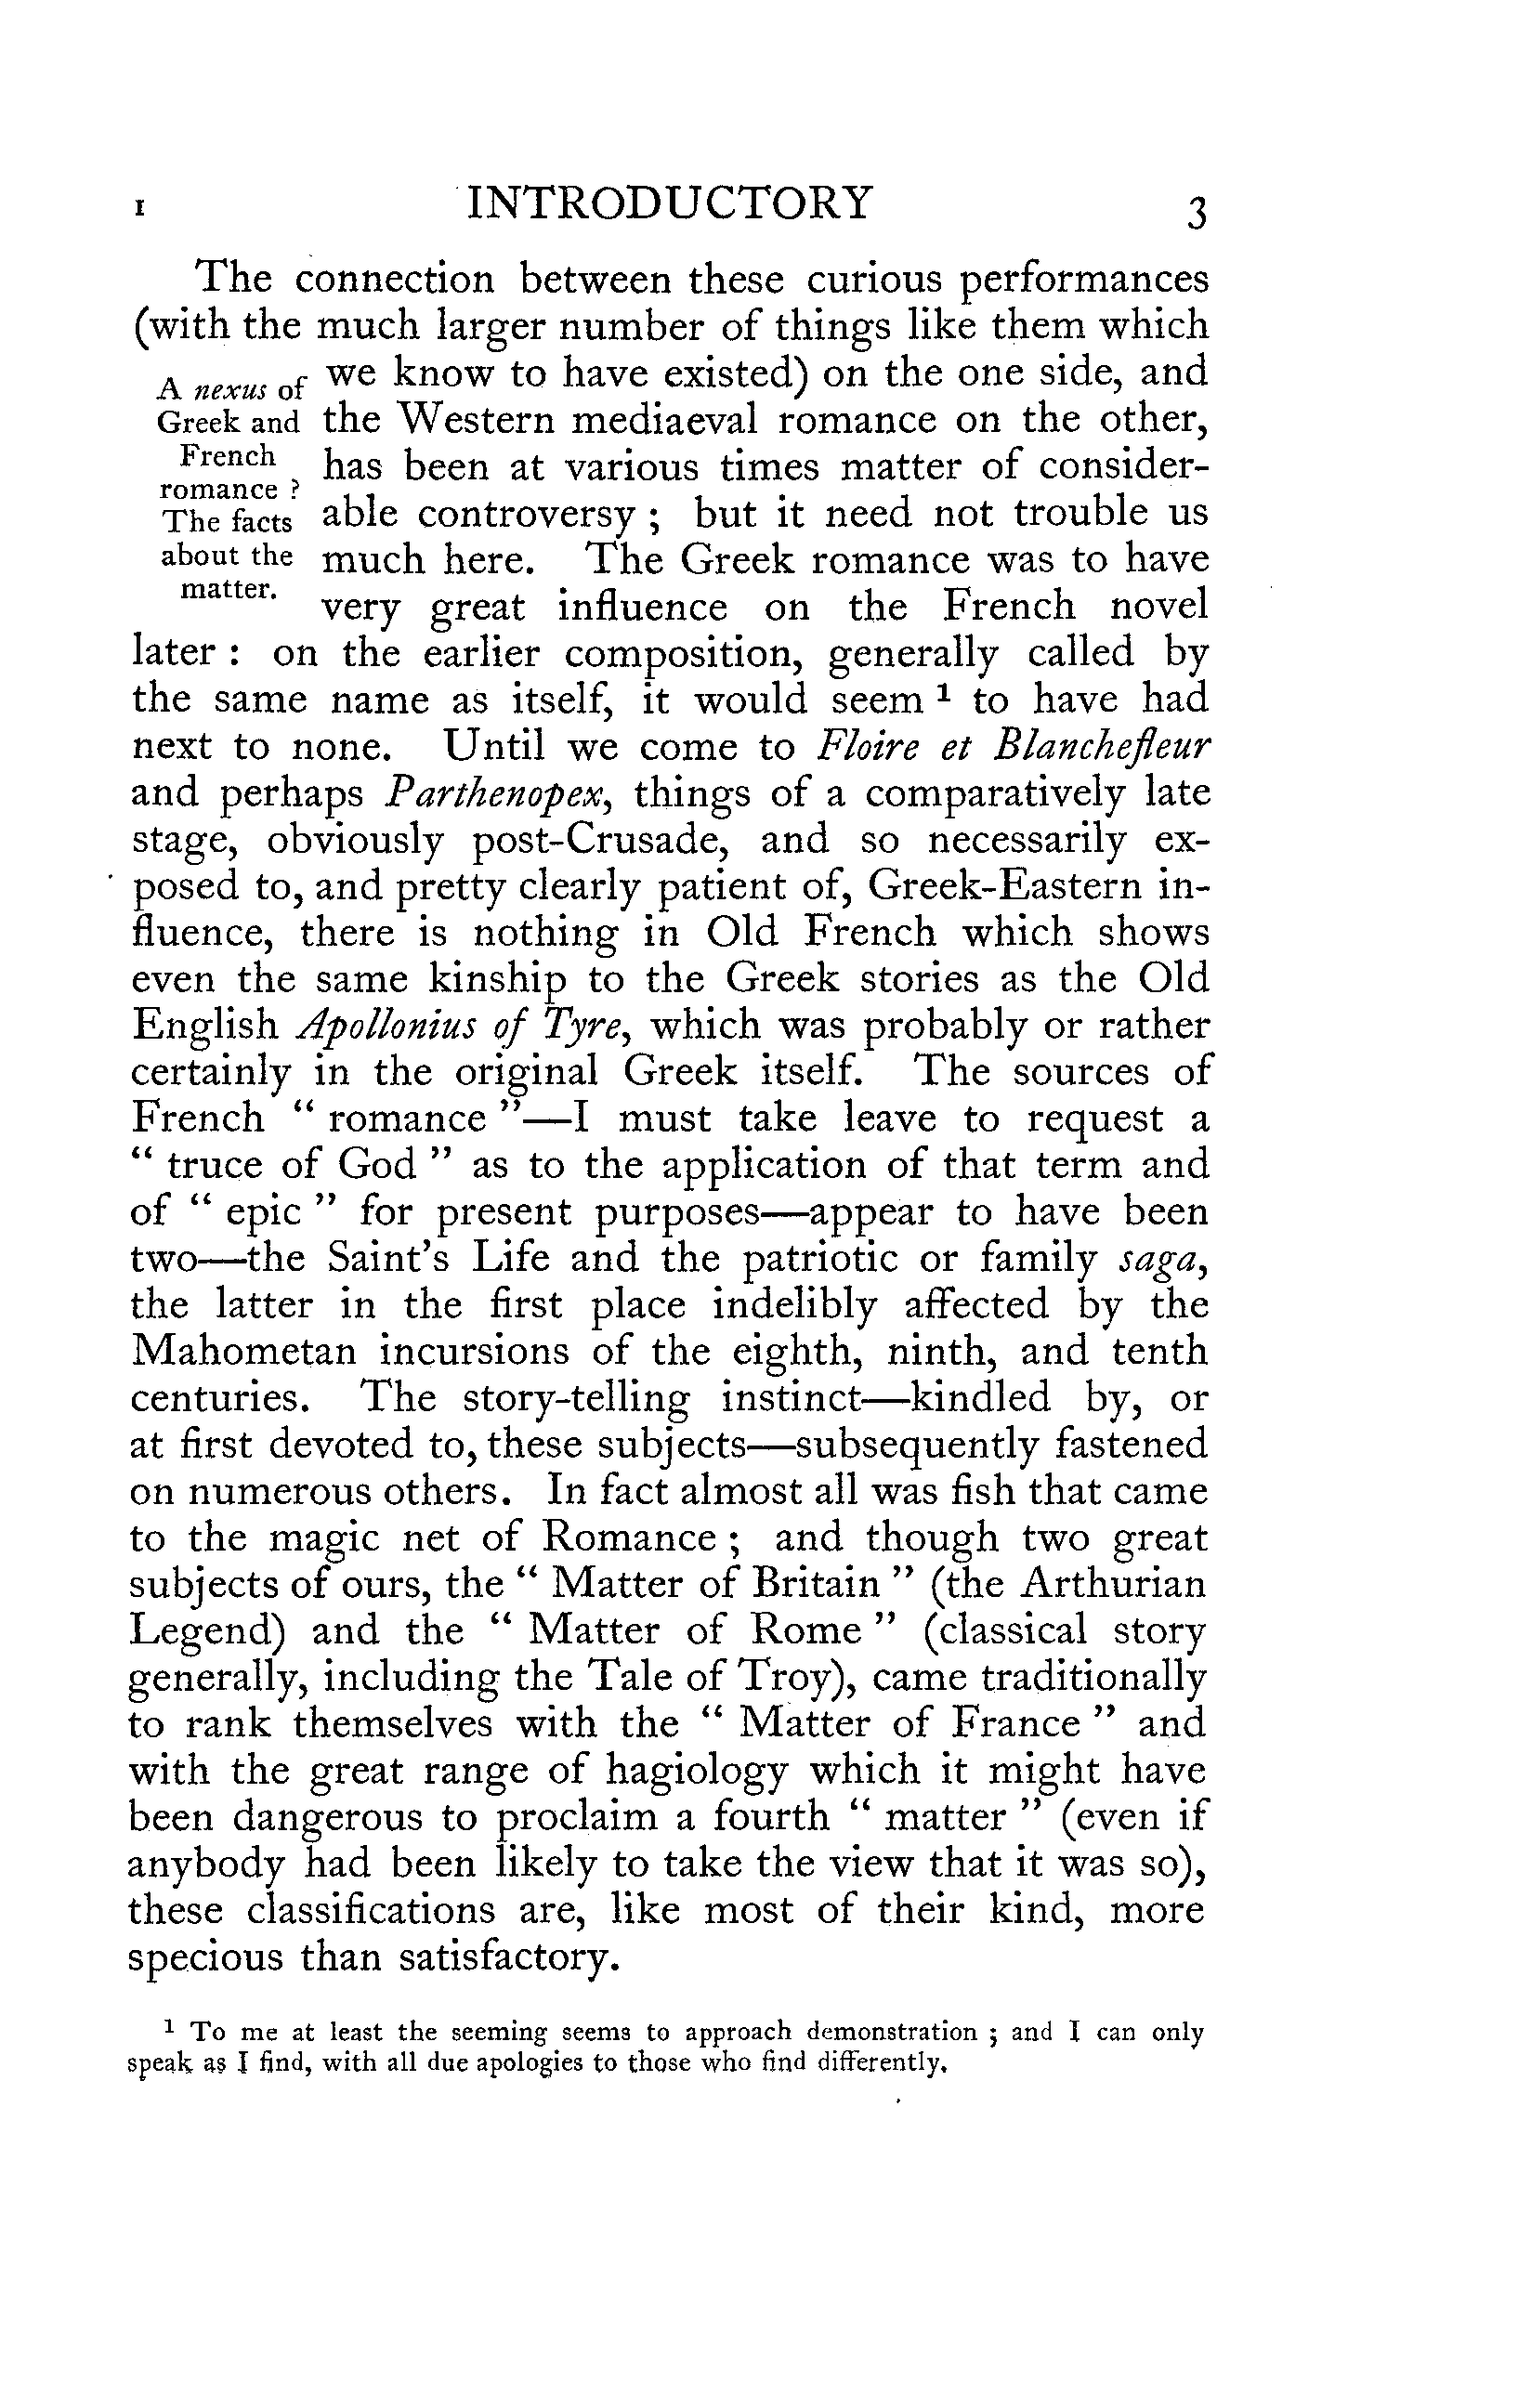 I INTRODUCTORY 3
The connection between these curious performances
(with the much larger number of things like them which
A nexus of
Greek and
French
romance ?
The facts
about the
matter.
we know to have existed) on the one side, and
the Western mediaeval romance on the other,
has been at various times matter of consider-
able controversy ; but it need not trouble us
much here. The Greek romance was to have
very great influence on the French novel
later : on the earlier composition, generally called by
the same name as itself, it would seem ¹ to have had
next to none. Until we come to Floire et Blanchefleur
and perhaps Parthenopex, things of a comparatively late
stage, obviously post-Crusade, and so necessarily ex-
posed to, and pretty clearly patient of, Greek-Eastern in-
fluence, there is nothing in Old French which shows
even the same kinship to the Greek stories as the Old
English Apollonius of Tyre, which was probably or rather
certainly in the original Greek itself. The sources of
French “ romance ”—I must take leave to request a
“ truce of God ” as to the application of that term and
of “ epic ” for present purposes—appear to have been
two—the Saint’s Life and the patriotic or family saga,
the latter in the first place indelibly affected by the
Mahometan incursions of the eighth, ninth, and tenth
centuries. The story-telling instinct—kindled by, or
at first devoted to, these subjects—subsequently fastened
on numerous others. In fact almost all was fish that came
to the magic net of Romance ; and though two great
subjects of ours, the “ Matter of Britain ” (the Arthurian
Legend) and the “ Matter of Rome ” (classical story
generally, including the Tale of Troy), came traditionally
to rank themselves with the “ Matter of France ” and
with the great range of hagiology which it might have
been dangerous to proclaim a fourth “ matter ” (even if
anybody had been likely to take the view that it was so),
these classifications are, like most of their kind, more
specious than satisfactory.
¹ To me at least the seeming seems to approach demonstration ; and I can only
speak as I find, with all due apologies to those who find differently.